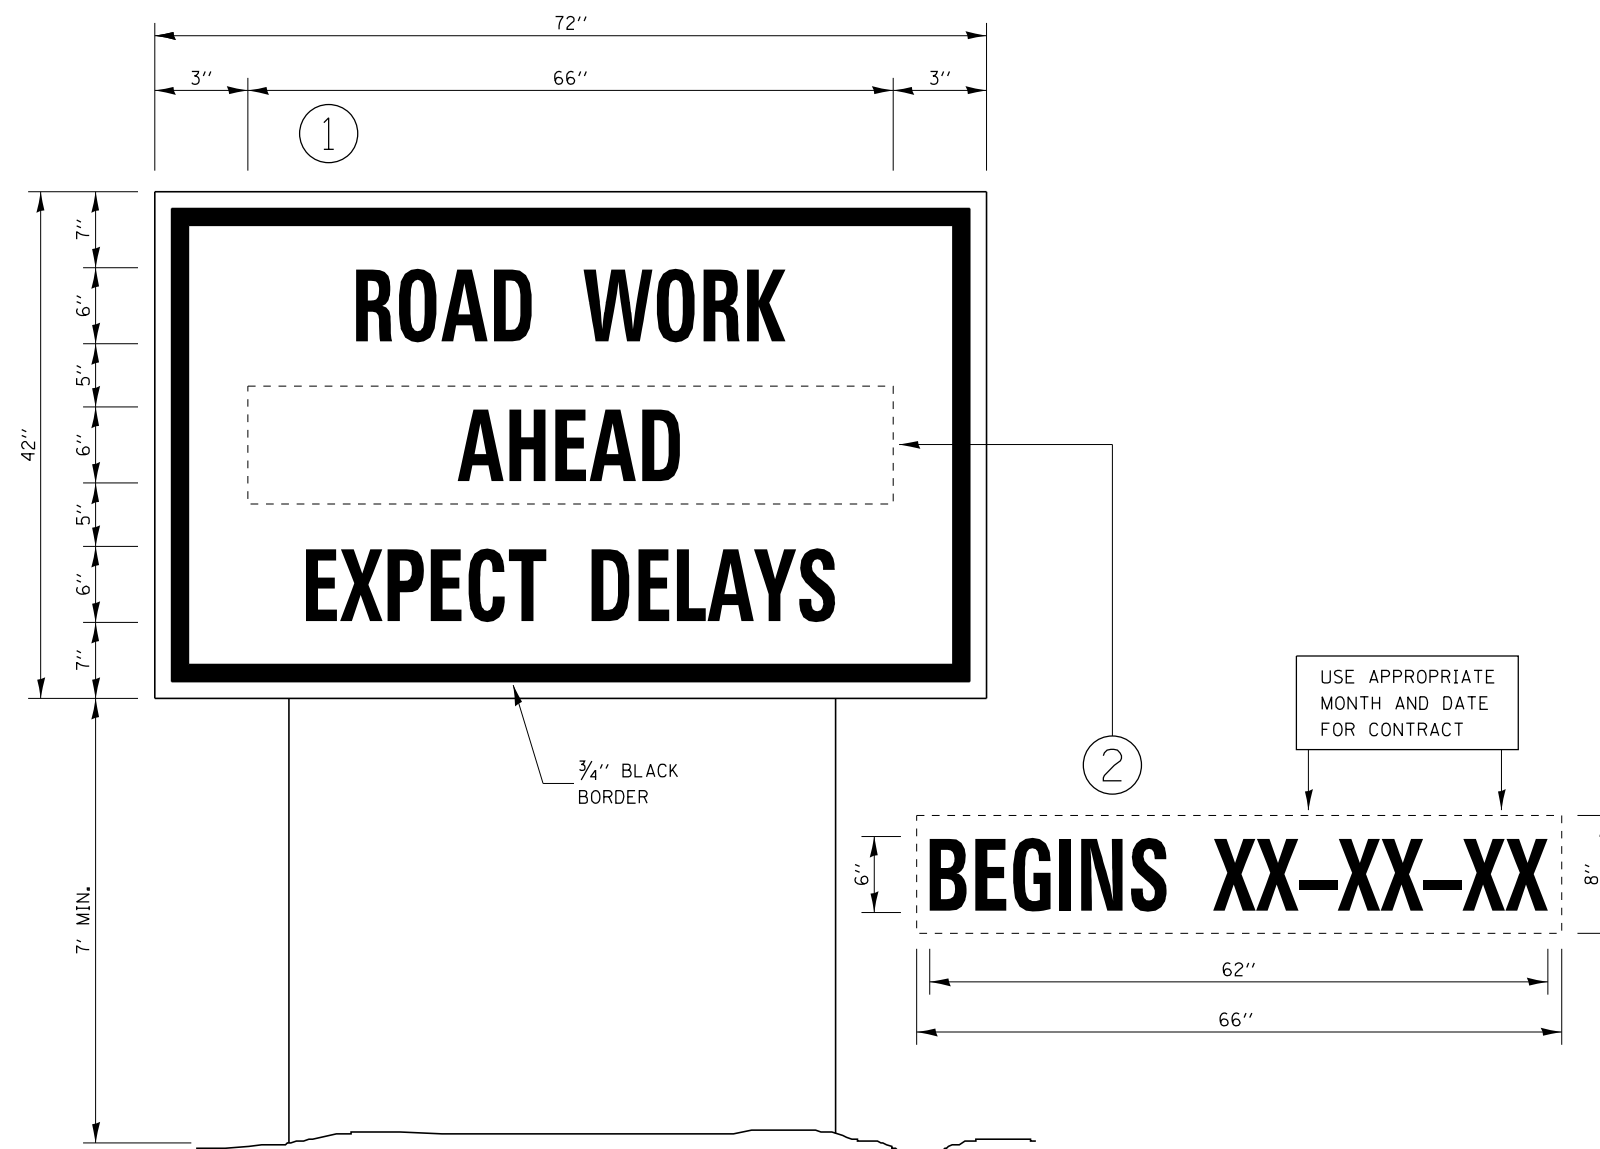 72''
3'' 66'' 3''
1
7''
6''
5''
6''
5''
6''
7''
42''
ROAD WORK
AHEAD
EXPECT DELAYS
3/4'' BLACK
BORDER
7' MIN.
2
USE APPROPRIATE
MONTH AND DATE
FOR CONTRACT
6''
BEGINS XX–XX–XX
8''
62''
66''